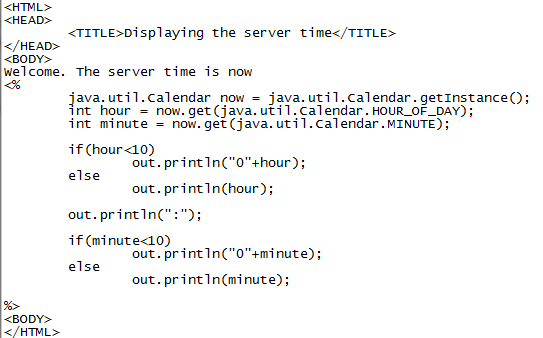 <HTML>
<HEAD>
        <TITLE>Displaying the server time</TITLE>
</HEAD>
<BODY>
Welcome. The server time is now
<%
        java.util.Calendar now = java.util.Calendar.getInstance();
        int hour = now.get(java.util.Calendar.HOUR_OF_DAY);
        int minute = now.get(java.util.Calendar.MINUTE);

        if(hour<10)
                out.println("0"+hour);
        else
                out.println(hour);

        out.println(":");

        if(minute<10)
                out.println("0"+minute);
        else
                out.println(minute);

%>
<BODY>
</HTML>